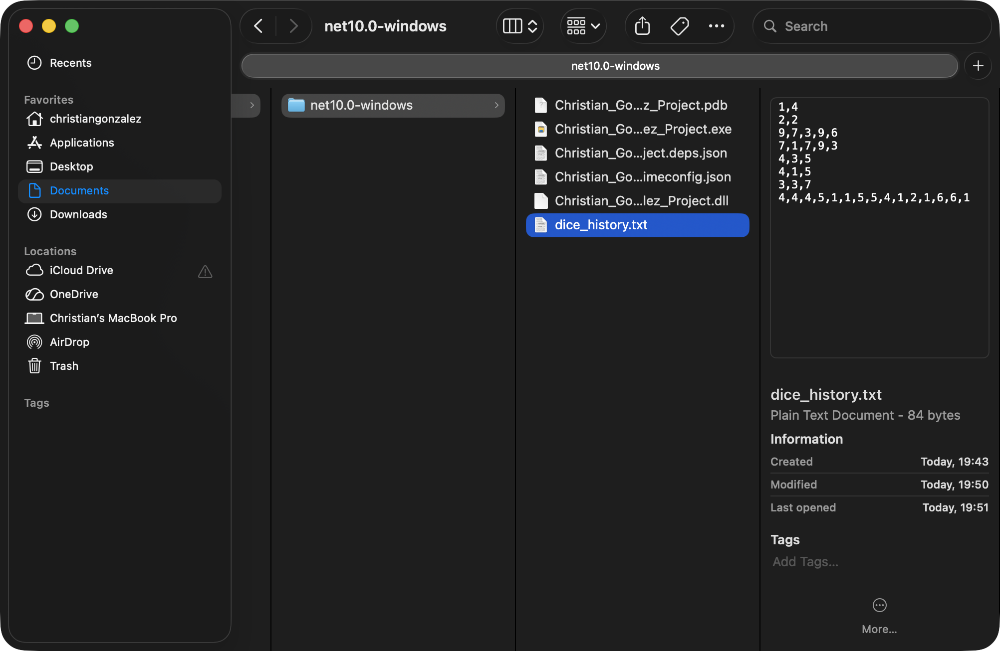 net10.0-windows
Search
net10.0-windows
Recents
Favorites
christiangonzalez
Applications
Desktop
Documents
Downloads
Locations
iCloud Drive
OneDrive
Christian’s MacBook Pro
AirDrop
Trash
Tags
net10.0-windows
Christian_Go...z_Project.pdb
Christian_Go...ez_Project.exe
Christian_Go...ject.deps.json
Christian_Go...imeconfig.json
Christian_Go...lez_Project.dll
dice_history.txt
1,4
2,2
9,7,3,9,6
7,1,7,9,3
4,3,5
4,1,5
3,3,7
4,4,4,5,1,1,5,5,4,1,2,1,6,6,1
dice_history.txt
Plain Text Document - 84 bytes
Information
Created Today, 19:43
Modified Today, 19:50
Last opened Today, 19:51
Tags
Add Tags...
More...